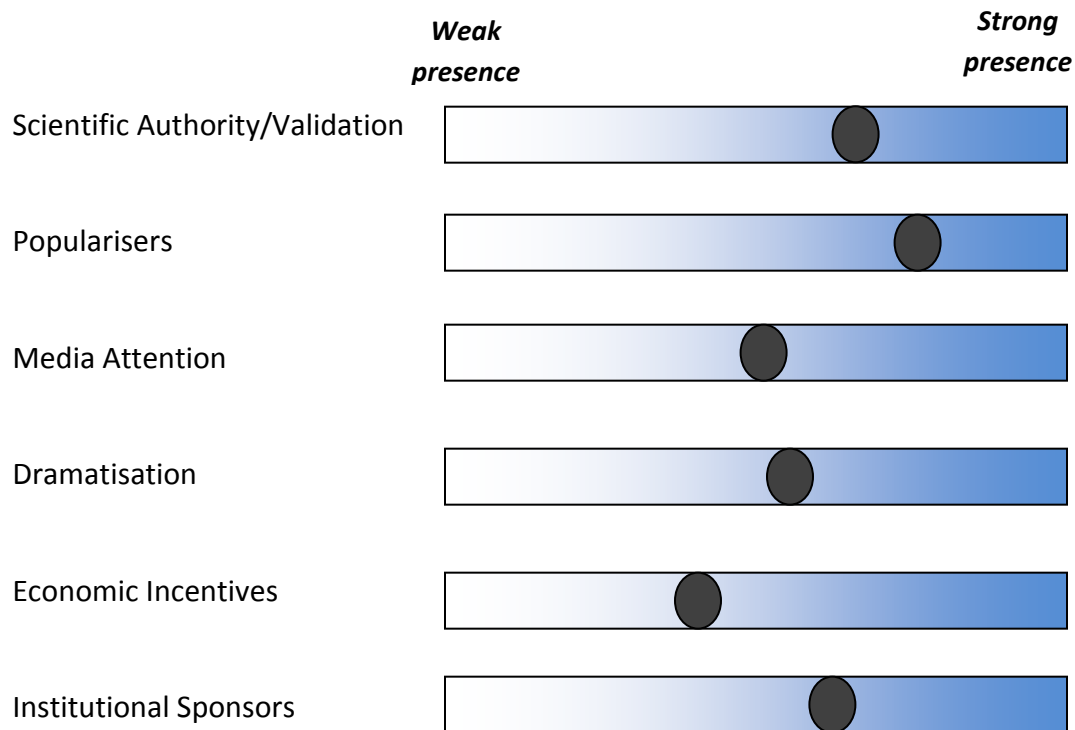 Weak
presence
Strong
presence
Scientific Authority/Validation
Popularisers
Media Attention
Dramatisation
Economic Incentives
Institutional Sponsors